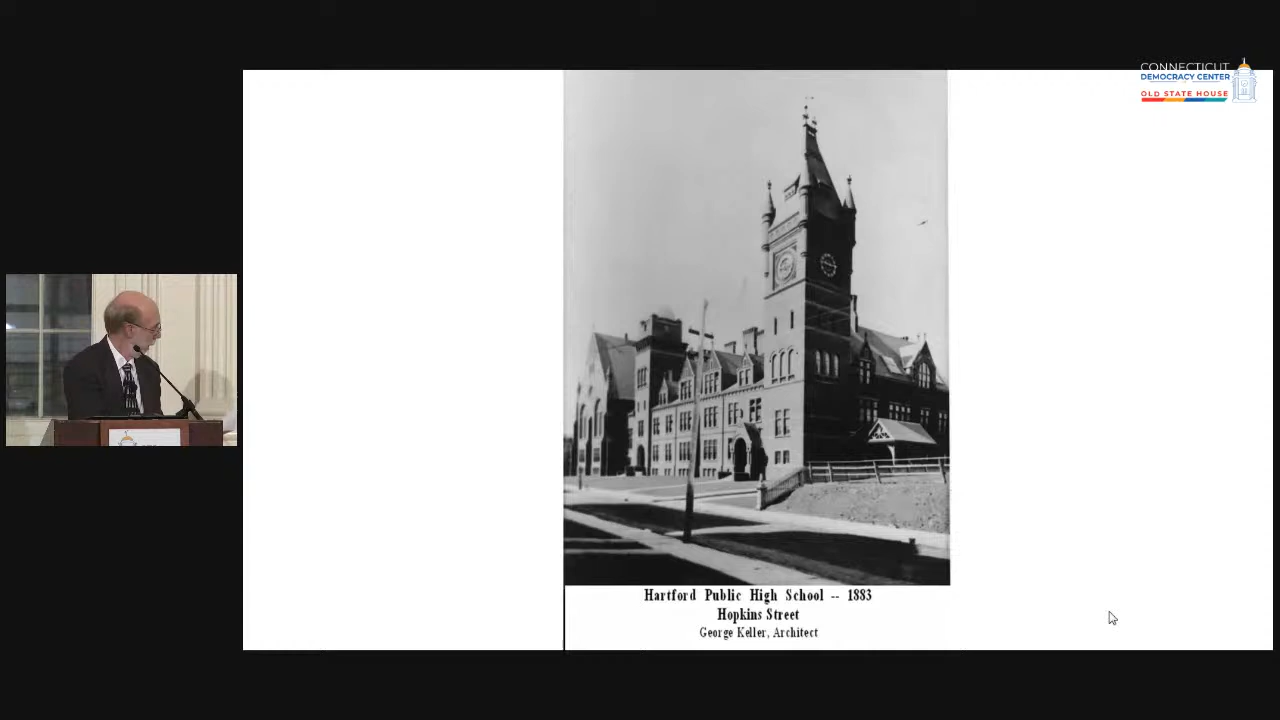 CONNECTICUT
DEMOCRACY CENTER
OLD STATE HOUSE
Hartford Public High School -- 1883
Hopkins Street
George Keller, Architect